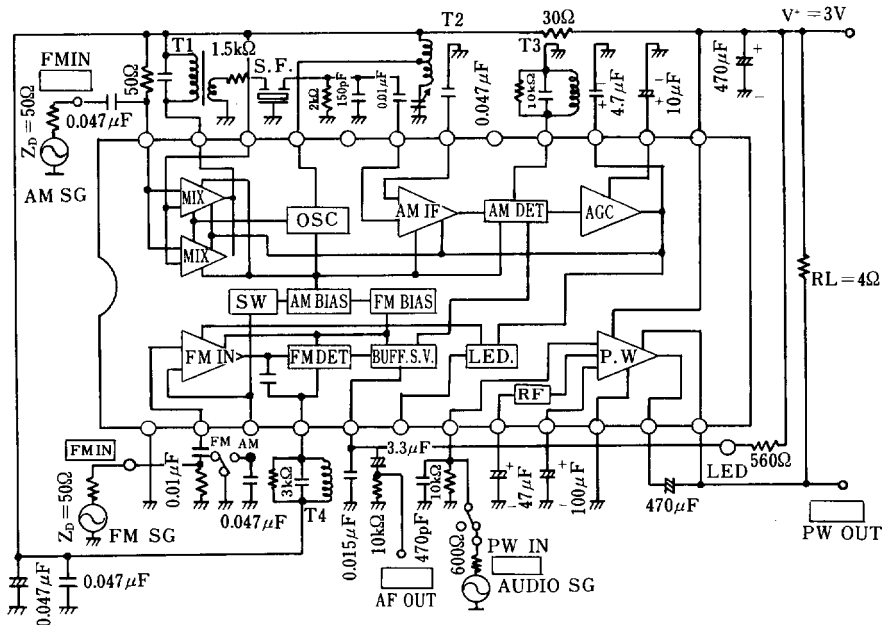 T2
30Ω
V⁺=3V
FMIN
T1
1.5kΩ
S.F.
T3
50Ω
2kΩ
150pF
0.01μF
0.047μF
10kΩ
4.7μF
10μF
470μF
Z_D=50Ω
0.047μF
AM SG
MIX
OSC
AM IF
AM DET
AGC
MIX
RL=4Ω
SW
AM BIAS
FM BIAS
FM IN
FM DET
BUFF.S.V.
LED.
P.W
RF
FMIN
FM
AM
3.3μF
LED
560Ω
Z_D=50Ω
0.01μF
3kΩ
10kΩ
47μF
100μF
470μF
FM SG
0.047μF
T4
0.015μF
10kΩ
470pF
600Ω
PW IN
PW OUT
0.047μF
0.047μF
AF OUT
AUDIO SG